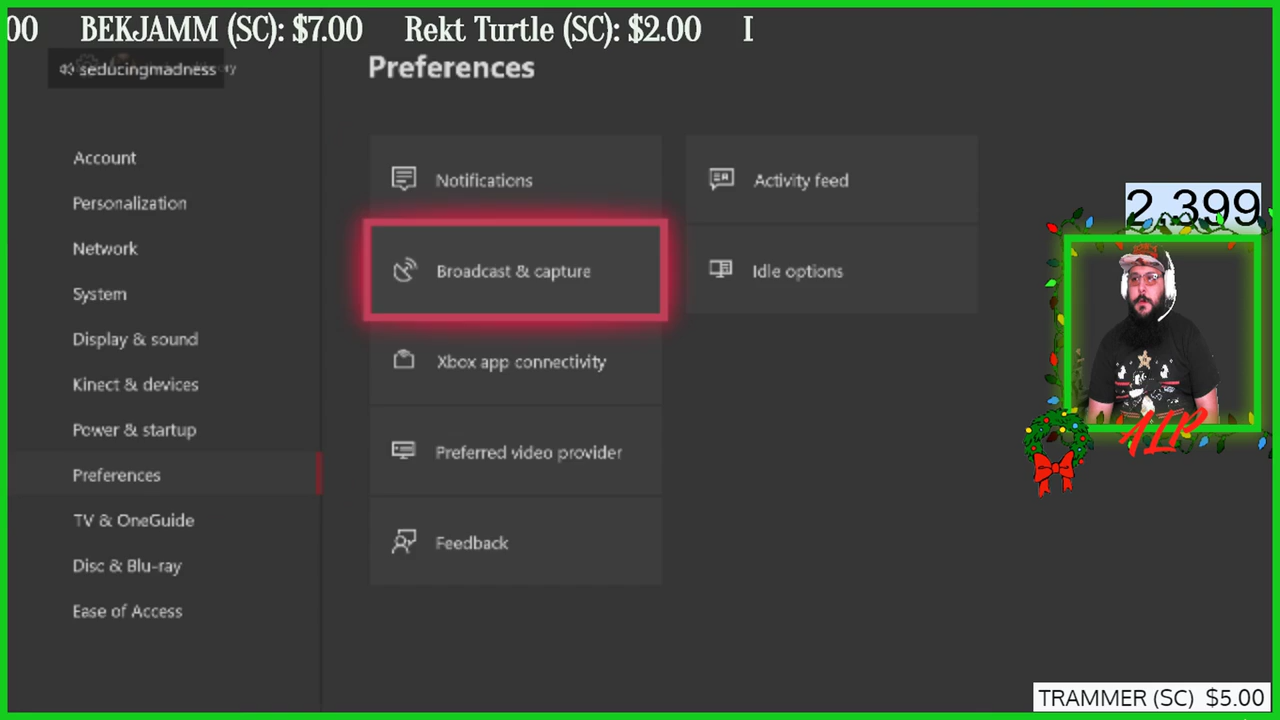 00 BEKJAMM (SC): $7.00 Rekt Turtle (SC): $2.00 I
seducingmadness
Preferences
Account
Personalization
Network
System
Display & sound
Kinect & devices
Power & startup
Preferences
TV & OneGuide
Disc & Blu-ray
Ease of Access
Notifications
Broadcast & capture
Xbox app connectivity
Preferred video provider
Feedback
Activity feed
Idle options
2,399
ALP
TRAMMER (SC) $5.00